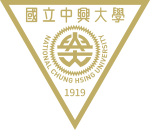 國立中興大學
NATIONAL CHUNG HSING UNIVERSITY
1919